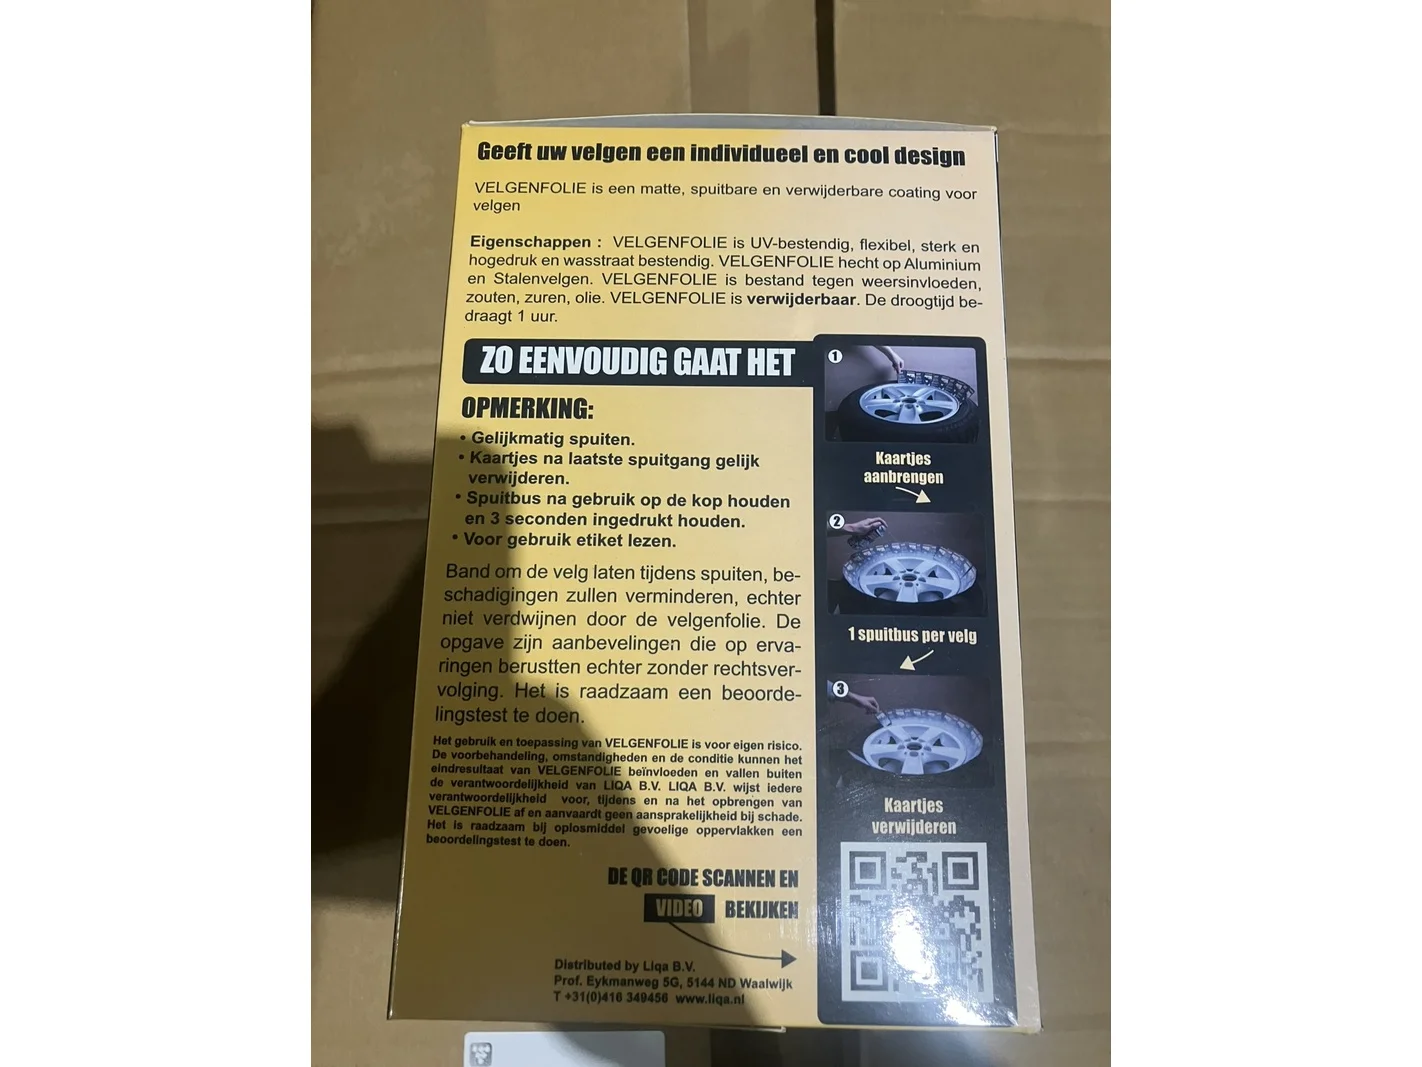 Geeft uw velgen een individueel en cool design
VELGENFOLIE is een matte, spuitbare en verwijderbare coating voor
velgen
Eigenschappen : VELGENFOLIE is UV-bestendig, flexibel, sterk en
hogedruk en wasstraat bestendig. VELGENFOLIE hecht op Aluminium
en Stalenvelgen. VELGENFOLIE is bestand tegen weersinvloeden,
zouten, zuren, olie. VELGENFOLIE is verwijderbaar. De droogtijd be-
draagt 1 uur.
ZO EENVOUDIG GAAT HET
OPMERKING:
• Gelijkmatig spuiten.
• Kaartjes na laatste spuitgang gelijk
verwijderen.
• Spuitbus na gebruik op de kop houden
en 3 seconden ingedrukt houden.
• Voor gebruik etiket lezen.
Band om de velg laten tijdens spuiten, be-
schadigingen zullen verminderen, echter
niet verdwijnen door de velgenfolie. De
opgave zijn aanbevelingen die op erva-
ringen berustten echter zonder rechtsver-
volging. Het is raadzaam een beoorde-
lingstest te doen.
Het gebruik en toepassing van VELGENFOLIE is voor eigen risico.
De voorbehandeling, omstandigheden en de conditie kunnen het
eindresultaat van VELGENFOLIE beïnvloeden en vallen buiten
de verantwoordelijkheid van LIQA B.V. LIQA B.V. wijst iedere
verantwoordelijkheid voor, tijdens en na het opbrengen van
VELGENFOLIE af en aanvaardt geen aansprakelijkheid bij schade.
Het is raadzaam bij oplosmiddel gevoelige oppervlakken een
beoordelingstest te doen.
DE QR CODE SCANNEN EN
VIDEO BEKIJKEN
Distributed by Liqa B.V.
Prof. Eykmanweg 5G, 5144 ND Waalwijk
T +31(0)416 349456 www.liqa.nl
1
Kaartjes
aanbrengen
2
1 spuitbus per velg
3
Kaartjes
verwijderen